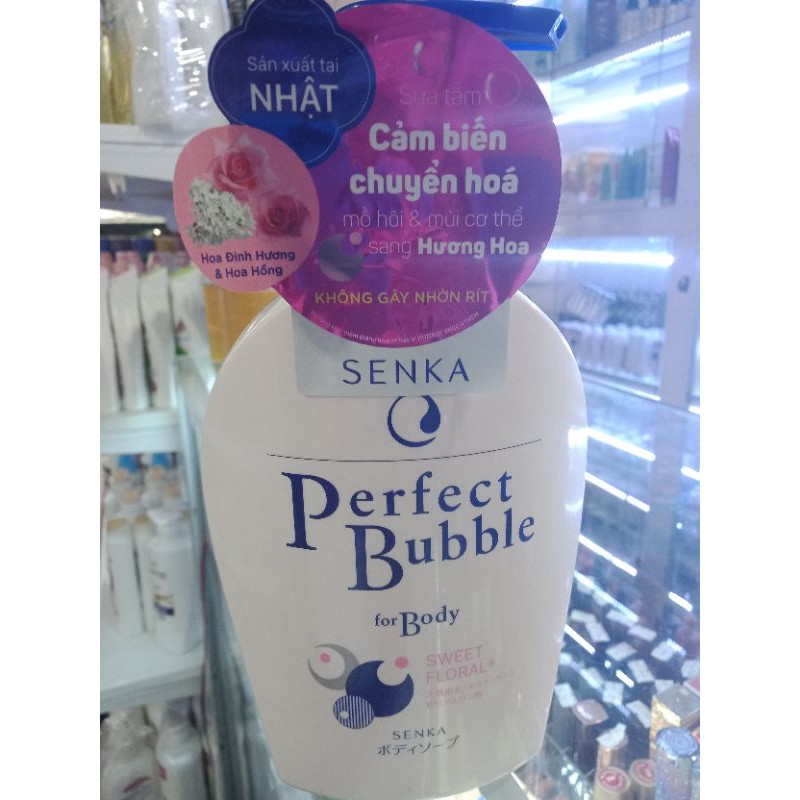 Sản xuất tại
NHẬT
Sữa tắm
Cảm biến
chuyển hoá
mồ hôi & mùi cơ thể
sang Hương Hoa
Hoa Đinh Hương
& Hoa Hồng
KHÔNG GÂY NHỜN RÍT
SENKA
Perfect
Bubble
for Body
SWEET
FLORAL+
SENKA
ボディソープ